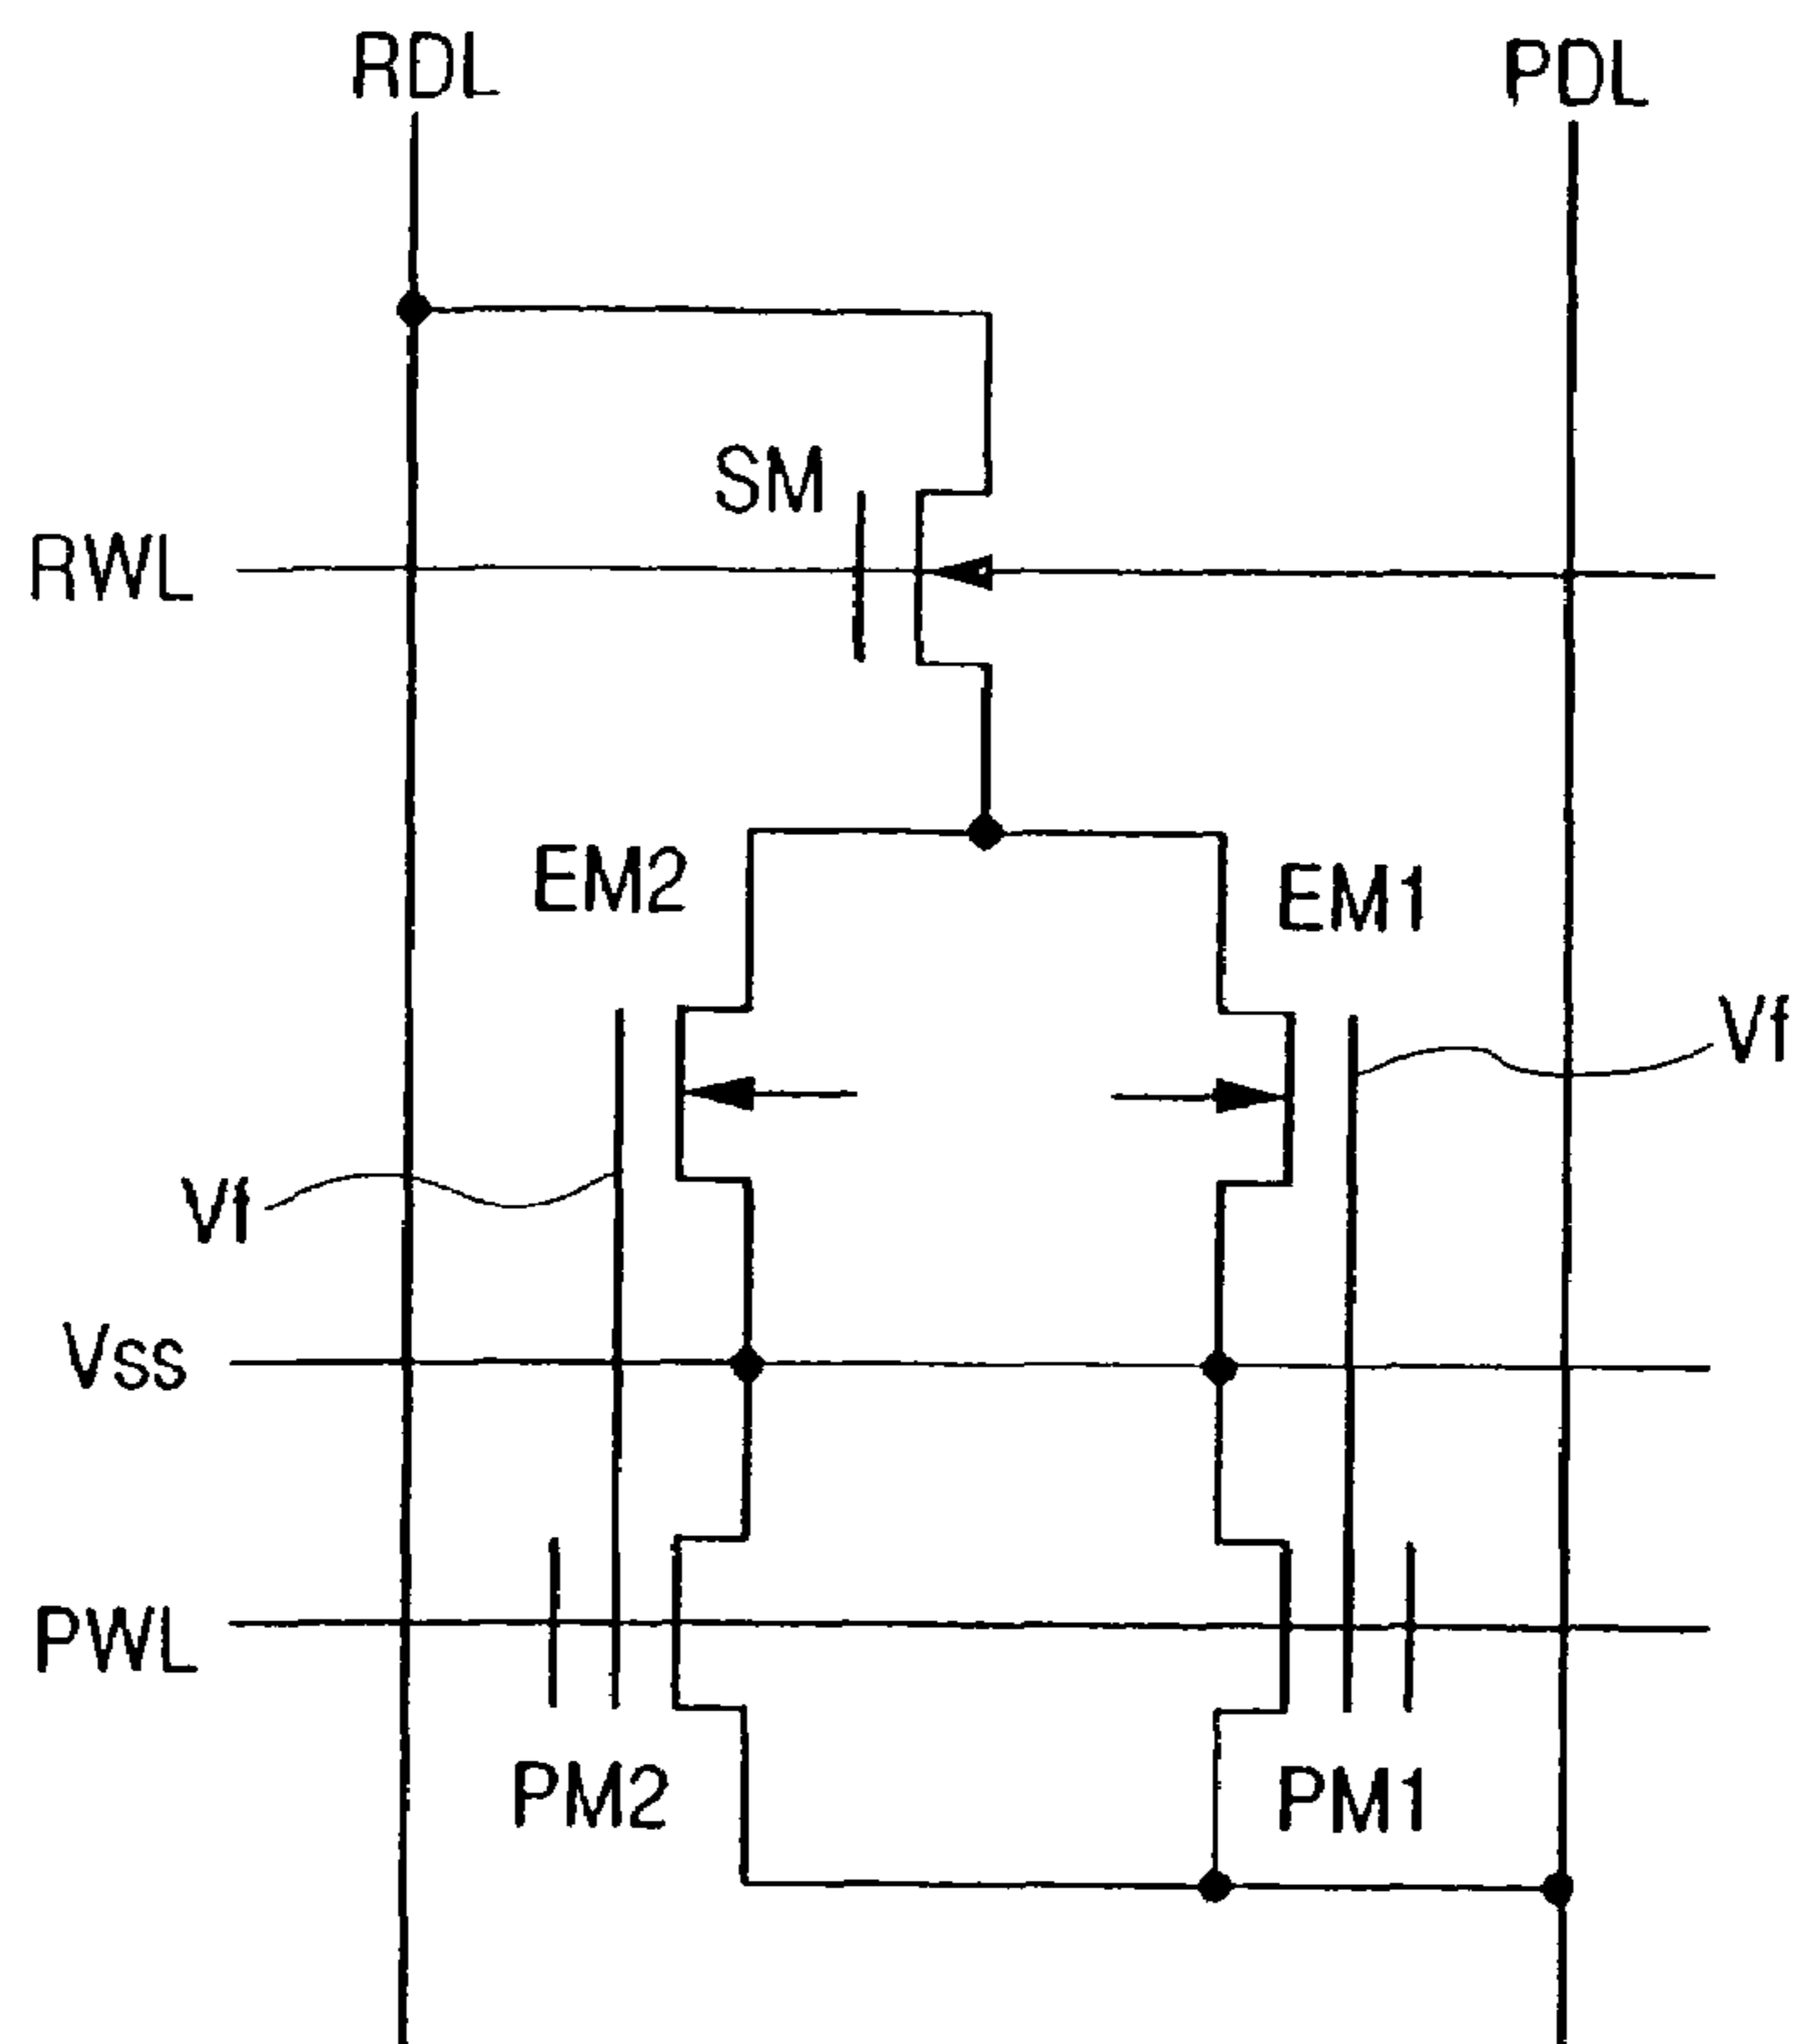 RDL PDL
SM
RWL
EM2 EM1
Vf
Vf
Vss
PWL
PM2 PM1